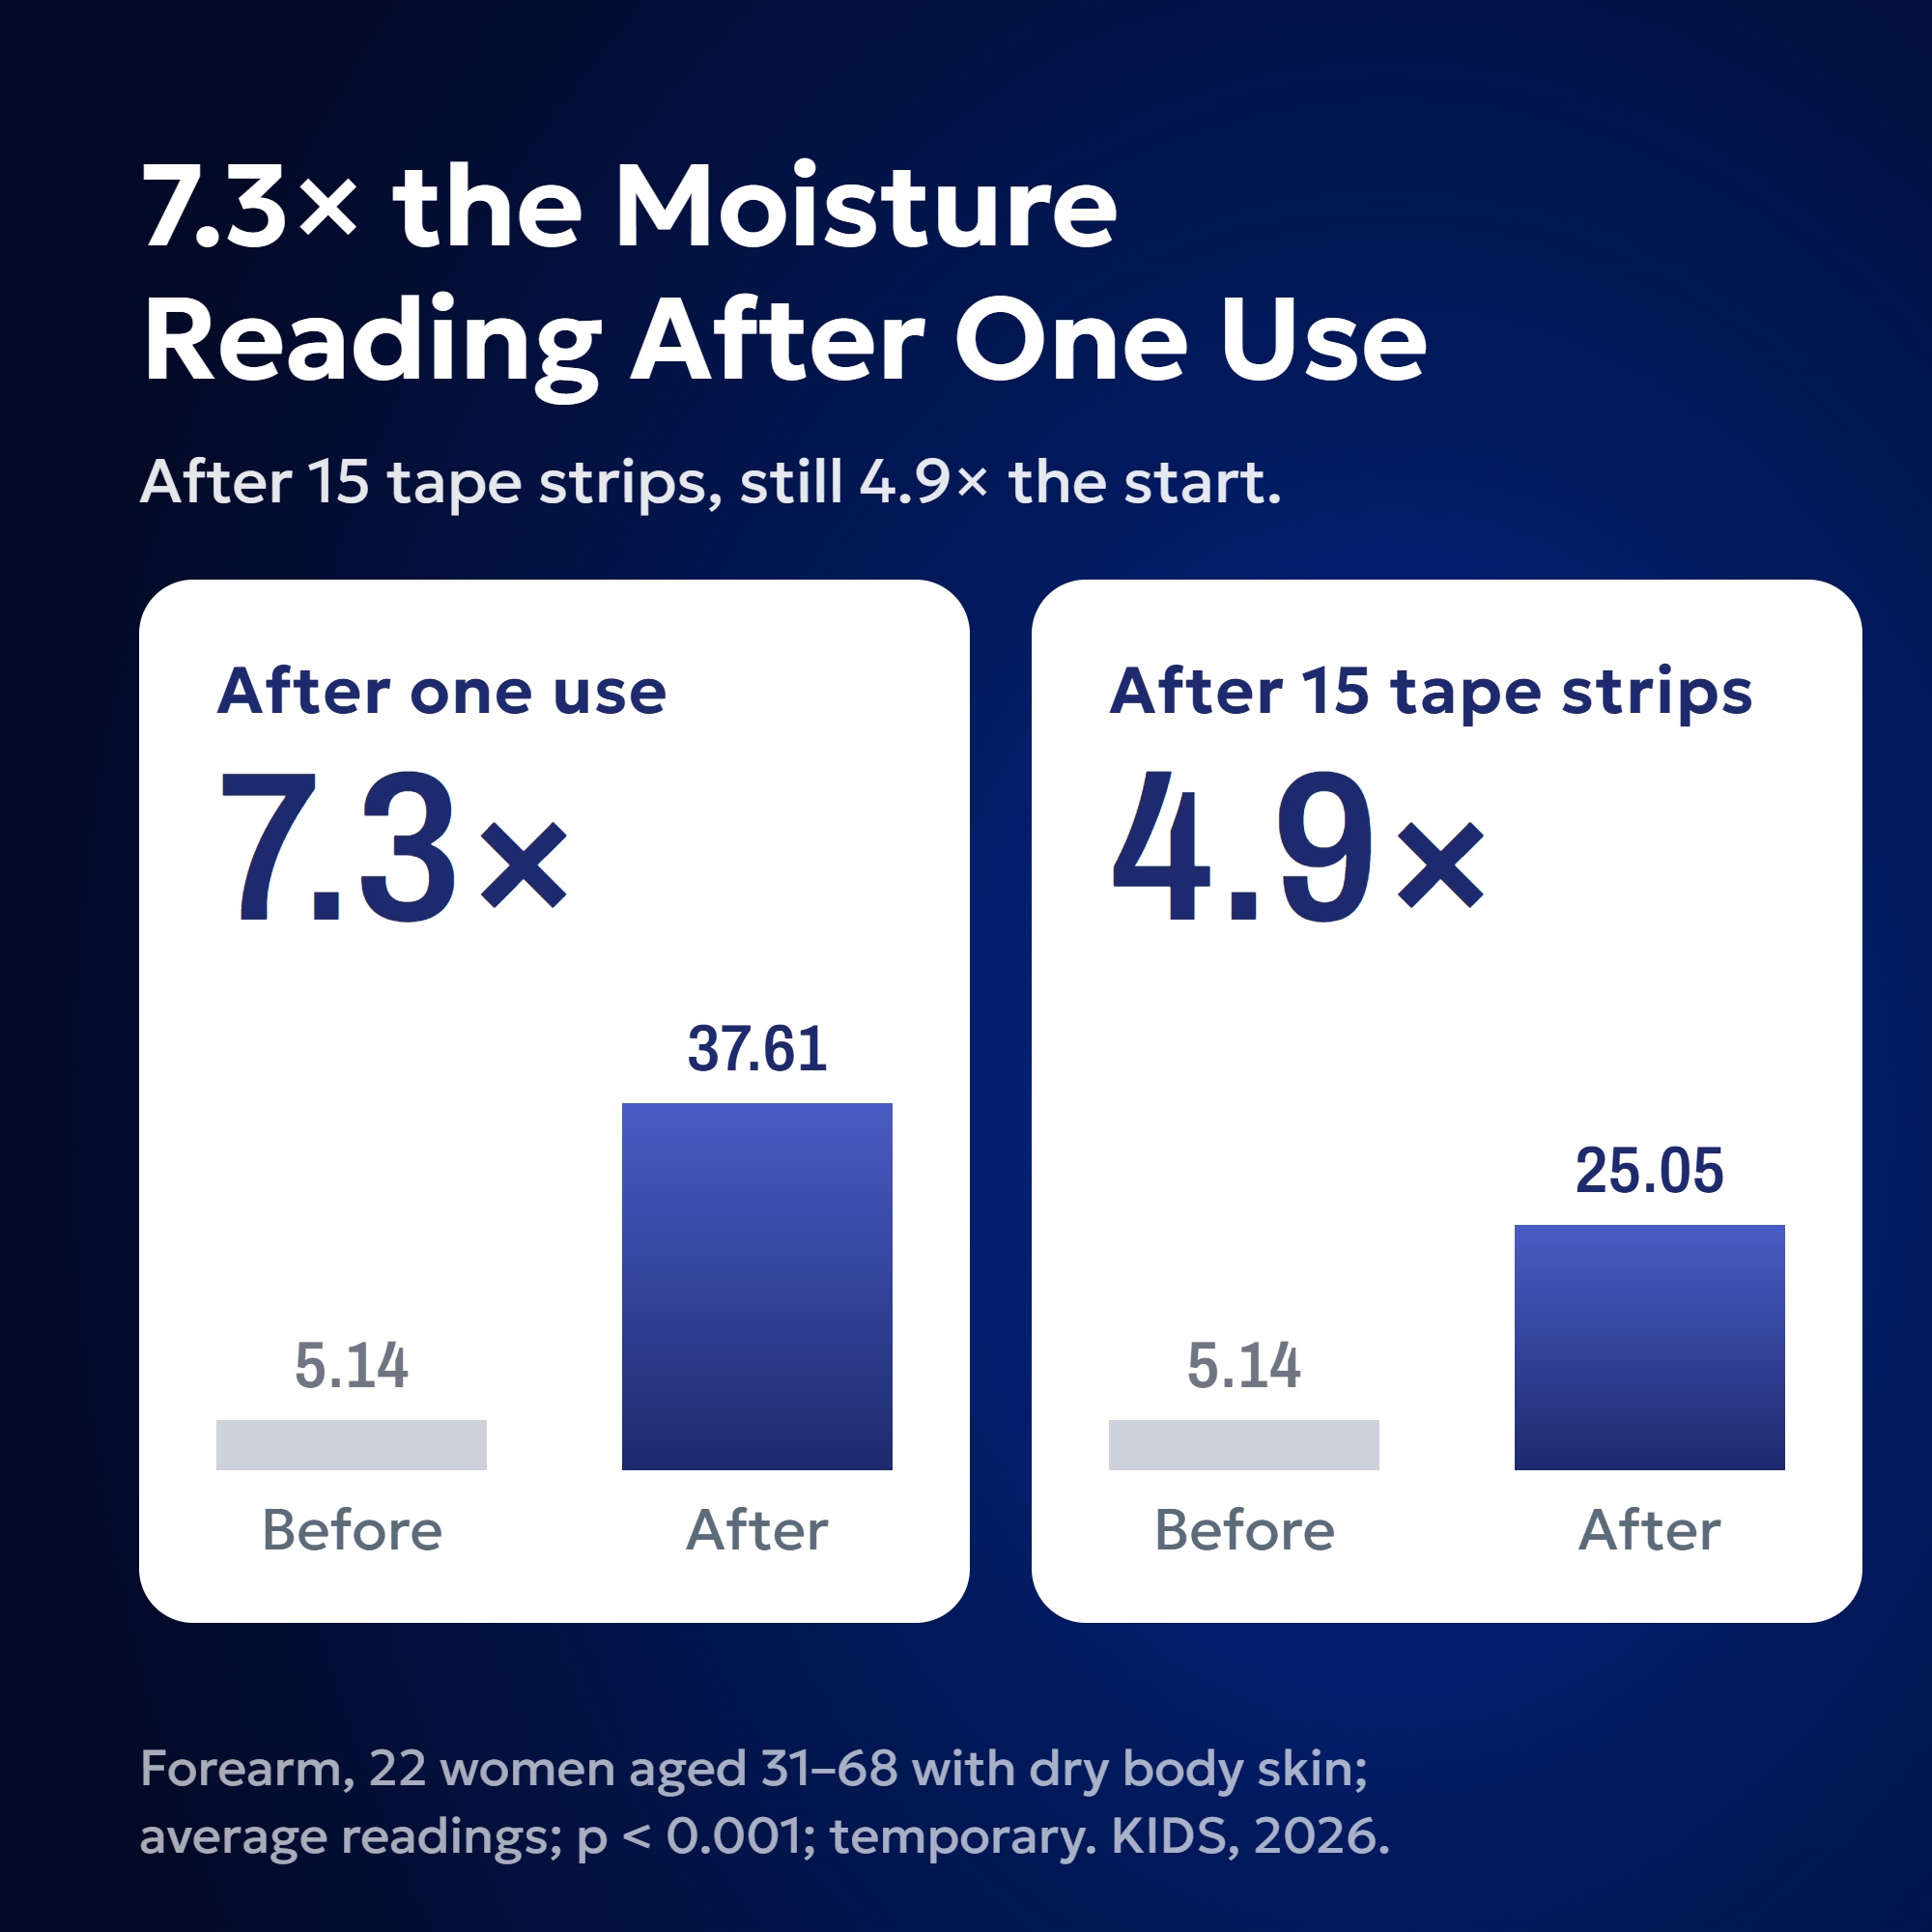 7.3× the Moisture
Reading After One Use
After 15 tape strips, still 4.9× the start.
After one use
7.3×
37.61
5.14
Before
After
After 15 tape strips
4.9×
25.05
5.14
Before
After
Forearm, 22 women aged 31–68 with dry body skin;
average readings; p < 0.001; temporary. KIDS, 2026.